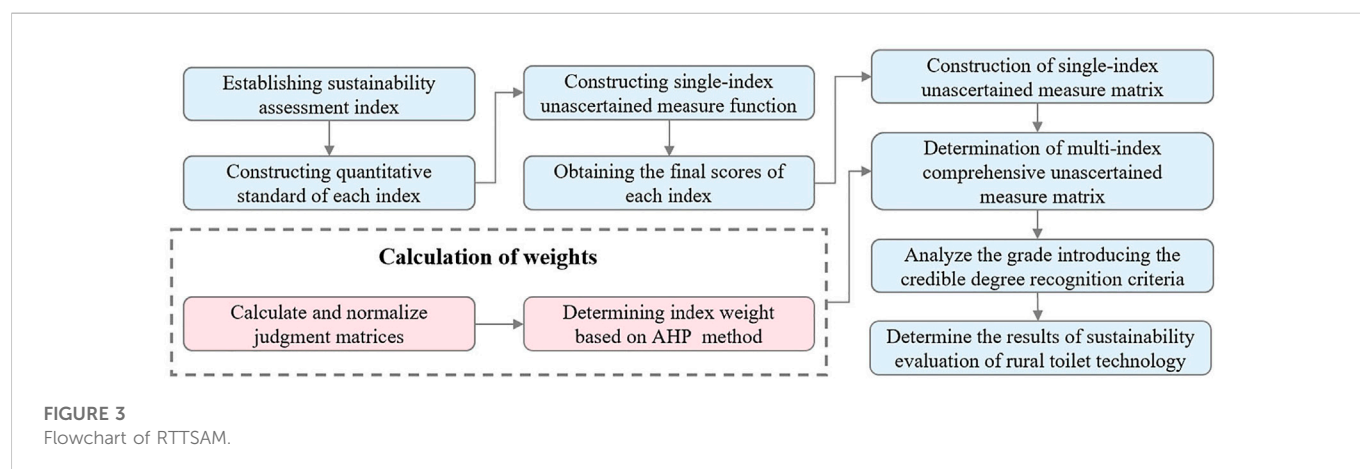 Establishing sustainability
assessment index
Constructing quantitative
standard of each index
Constructing single-index
unascertained measure function
Obtaining the final scores of
each index
Construction of single-index
unascertained measure matrix
Determination of multi-index
comprehensive unascertained
measure matrix
Analyze the grade introducing the
credible degree recognition criteria
Determine the results of sustainability
evaluation of rural toilet technology
Calculation of weights
Calculate and normalize
judgment matrices
Determining index weight
based on AHP method
FIGURE 3
Flowchart of RTTSAM.